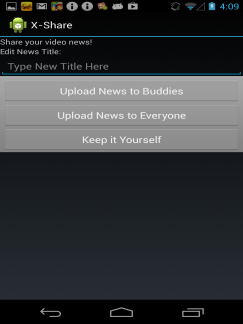 4:09
X-Share
Share your video news!
Edit News Title:
Type New Title Here
Upload News to Buddies
Upload News to Everyone
Keep it Yourself